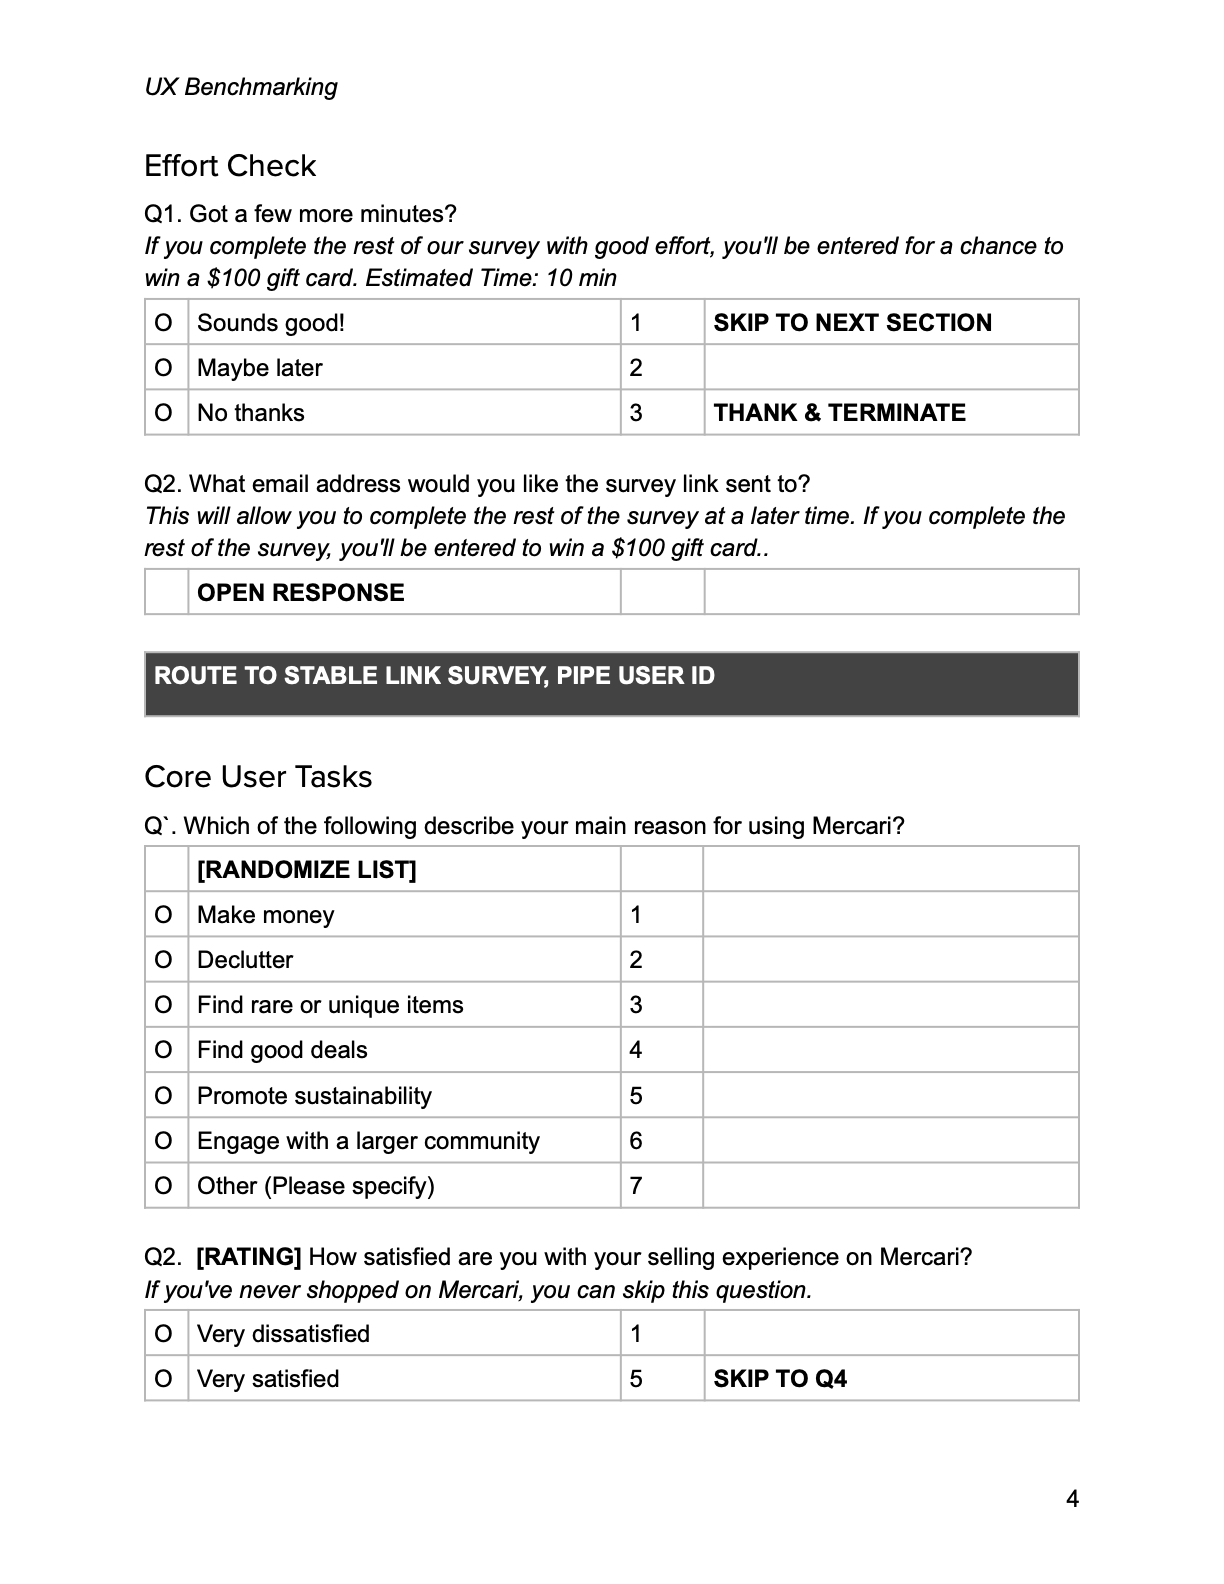 UX Benchmarking
Effort Check
Q1. Got a few more minutes?
If you complete the rest of our survey with good effort, you'll be entered for a chance to
win a $100 gift card. Estimated Time: 10 min
O Sounds good! 1 SKIP TO NEXT SECTION
O Maybe later 2
O No thanks 3 THANK & TERMINATE
Q2. What email address would you like the survey link sent to?
This will allow you to complete the rest of the survey at a later time. If you complete the
rest of the survey, you'll be entered to win a $100 gift card..
OPEN RESPONSE
ROUTE TO STABLE LINK SURVEY, PIPE USER ID
Core User Tasks
Q`. Which of the following describe your main reason for using Mercari?
[RANDOMIZE LIST]
O Make money 1
O Declutter 2
O Find rare or unique items 3
O Find good deals 4
O Promote sustainability 5
O Engage with a larger community 6
O Other (Please specify) 7
Q2. [RATING] How satisfied are you with your selling experience on Mercari?
If you've never shopped on Mercari, you can skip this question.
O Very dissatisfied 1
O Very satisfied 5 SKIP TO Q4
4